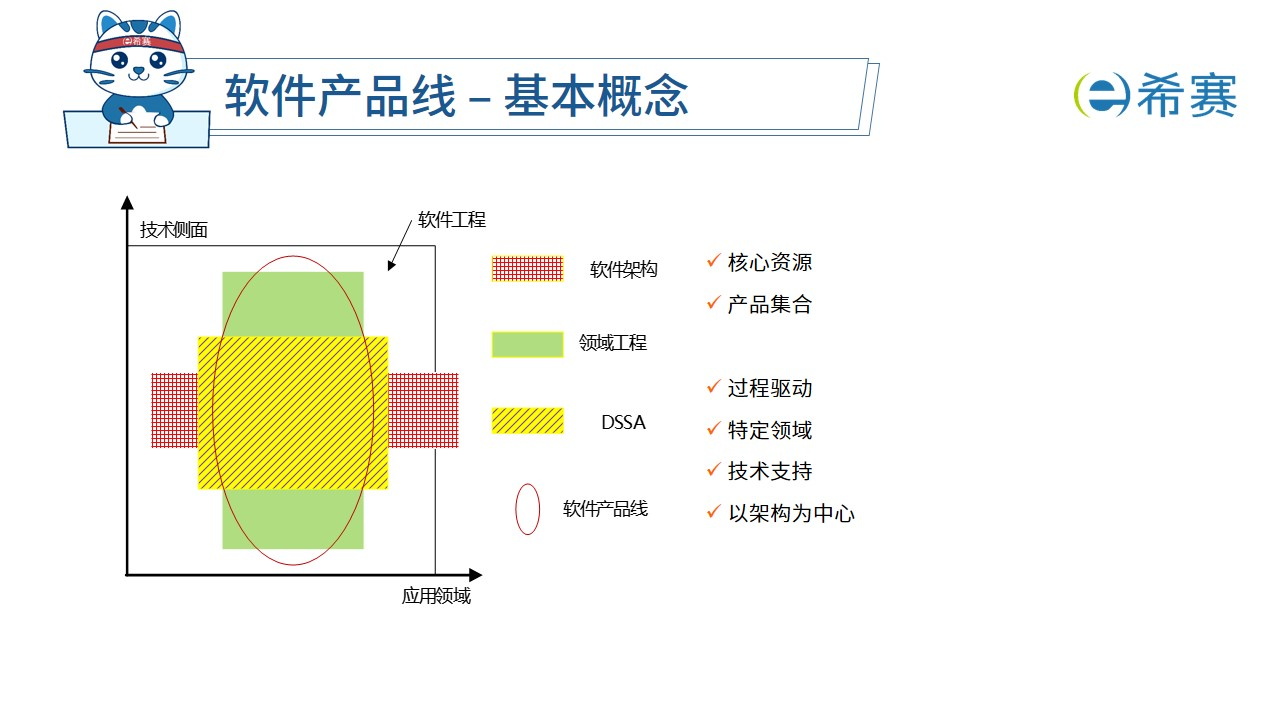 希赛
软件产品线 – 基本概念
希赛
技术侧面
软件工程
应用领域
软件架构
领域工程
DSSA
软件产品线
✓ 核心资源
✓ 产品集合
✓ 过程驱动
✓ 特定领域
✓ 技术支持
✓ 以架构为中心